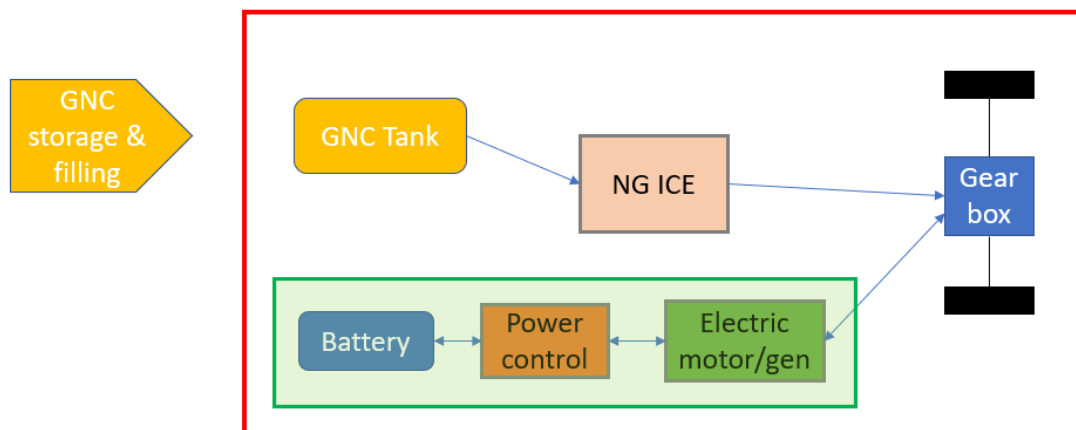 GNC
storage &
filling
GNC Tank
NG ICE
Gear
box
Battery
Power
control
Electric
motor/gen